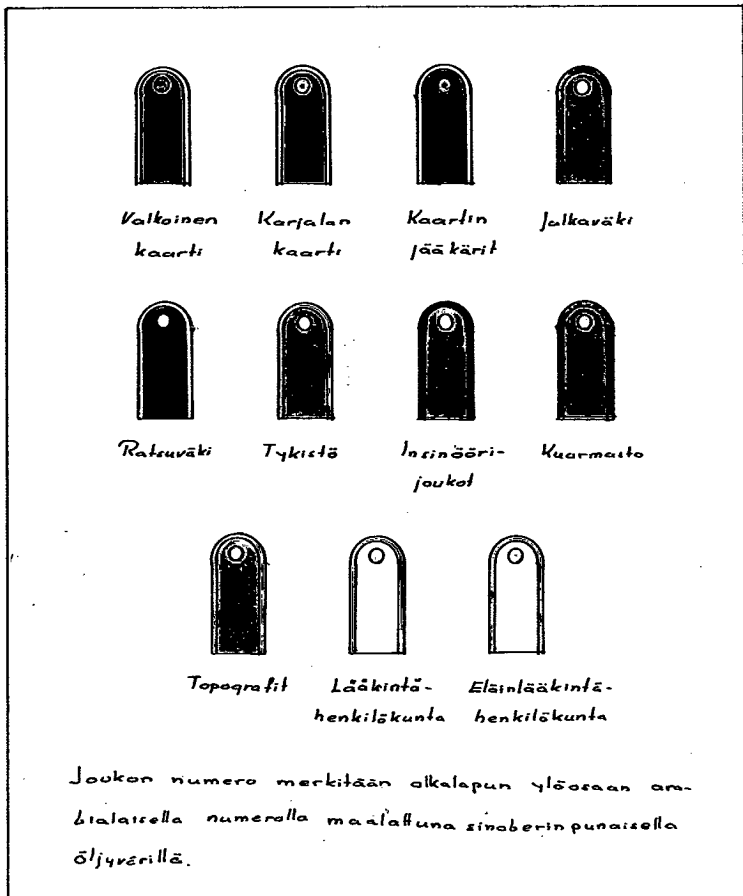 Valkoinen kaarti
Karjalan kaarti
Kaartin jääkärit
Jalkaväki
Ratsuväki
Tykistö
Insinööri-
joukot
Kuormasto
Topografit
Lääkintä-
henkilökunta
Eläinlääkintä-
henkilökunta
Joukon numero merkitään olkalapun yläosaan ara-
bialaisella numerolla maalattuna sinoberinpunaisella
öljyvärillä.